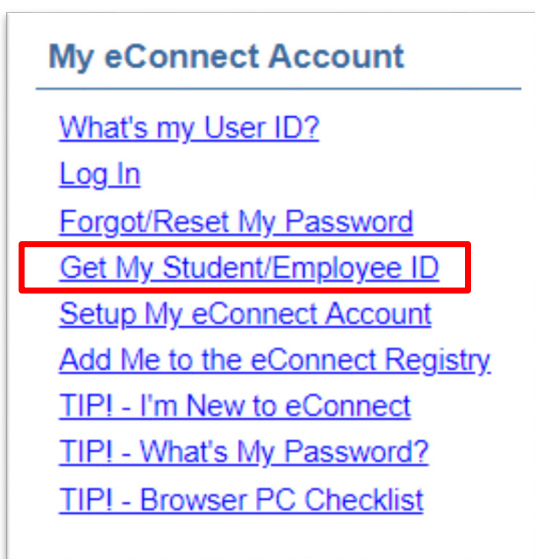 My eConnect Account
What's my User ID?
Log In
Forgot/Reset My Password
Get My Student/Employee ID
Setup My eConnect Account
Add Me to the eConnect Registry
TIP! - I'm New to eConnect
TIP! - What's My Password?
TIP! - Browser PC Checklist